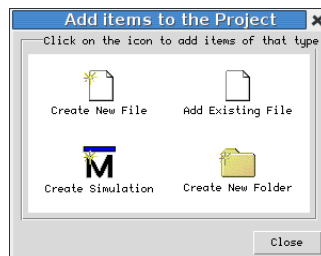 Add items to the Project
Click on the icon to add items of that type
Create New File
Add Existing File
Create Simulation
Create New Folder
Close